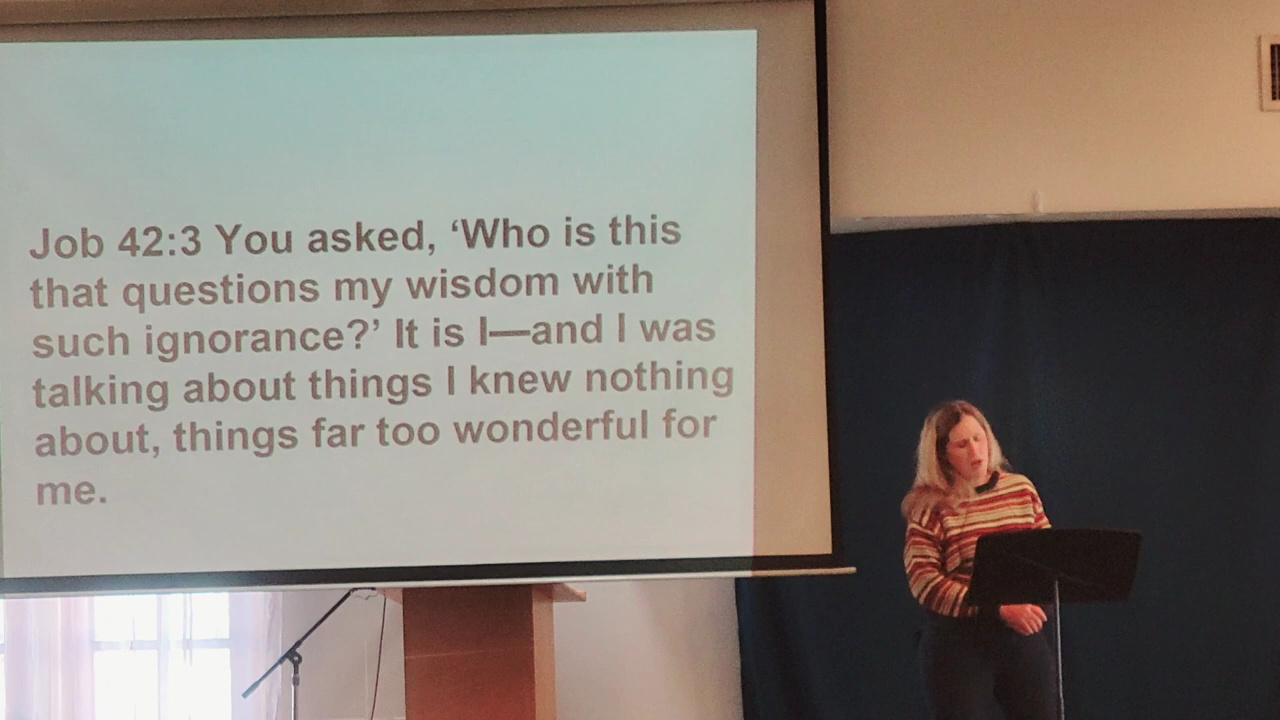 Job 42:3 You asked, ‘Who is this
that questions my wisdom with
such ignorance?’ It is I—and I was
talking about things I knew nothing
about, things far too wonderful for
me.